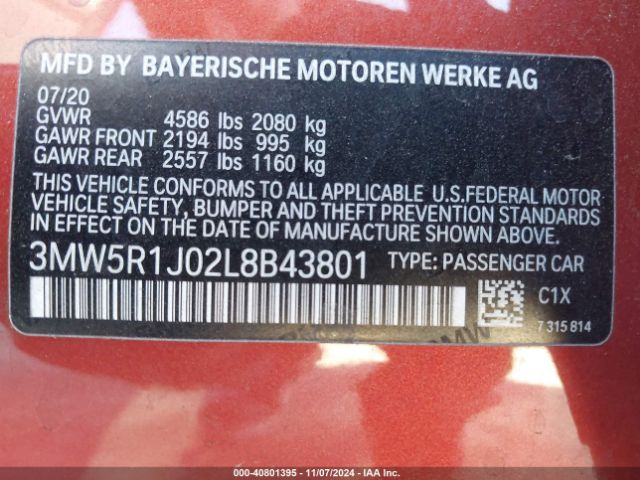 MFD BY BAYERISCHE MOTOREN WERKE AG
07/20
GVWR 4586 lbs 2080 kg
GAWR FRONT 2194 lbs 995 kg
GAWR REAR 2557 lbs 1160 kg
THIS VEHICLE CONFORMS TO ALL APPLICABLE U.S.FEDERAL MOTOR
VEHICLE SAFETY, BUMPER AND THEFT PREVENTION STANDARDS
IN EFFECT ON THE DATE OF MANUFACTURE SHOWN ABOVE.
3MW5R1J02L8B43801 TYPE: PASSENGER CAR
C1X
7 315 814
© - 40801395 - 11/07/2024 - IAA Inc.